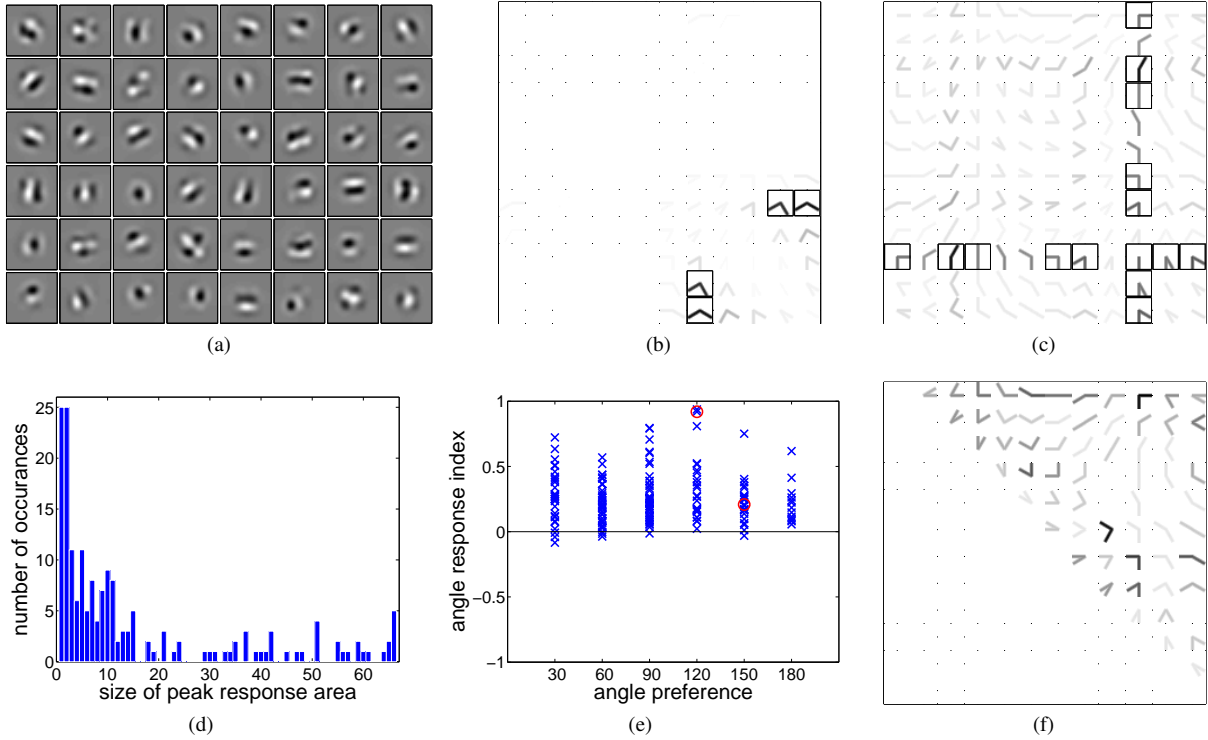 (a)
(b)
(c)
25
20
15
10
5
0
number of occurances
0 10 20 30 40 50 60
size of peak response area
(d)
1
0.5
0
−0.5
−1
angle response index
30 60 90 120 150 180
angle preference
(e)
(f)